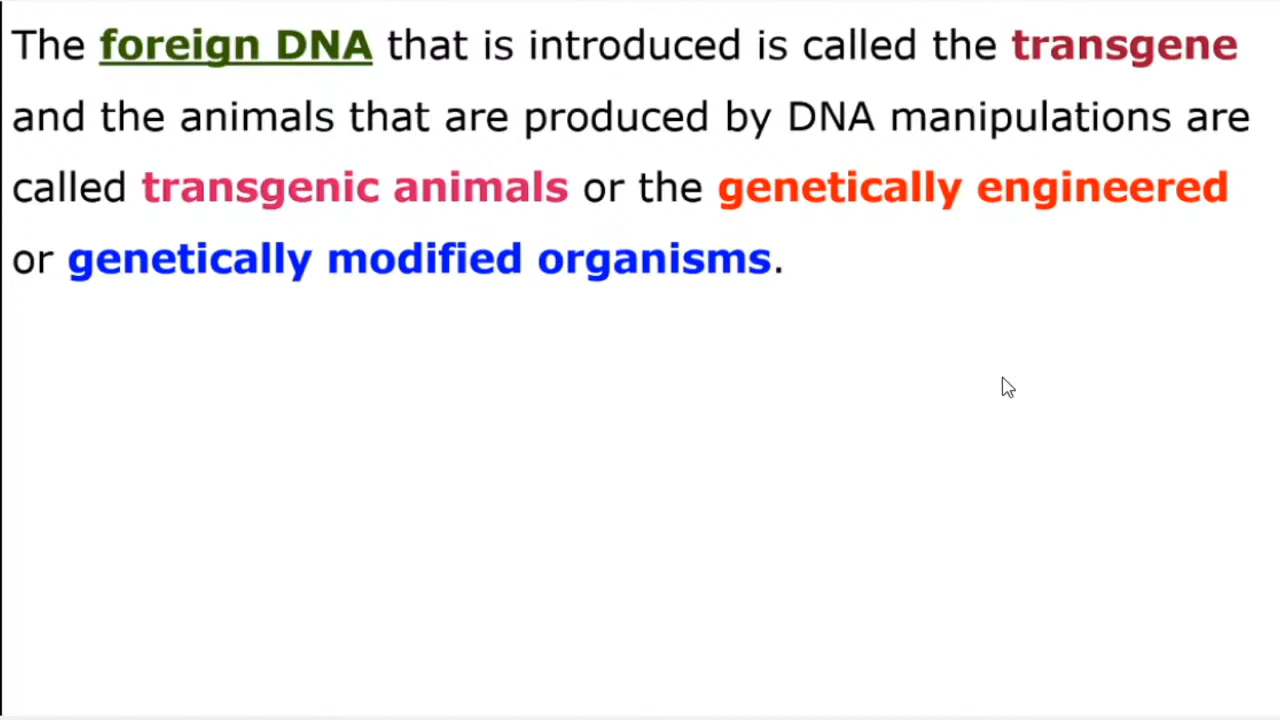 The foreign DNA that is introduced is called the transgene
and the animals that are produced by DNA manipulations are
called transgenic animals or the genetically engineered
or genetically modified organisms.